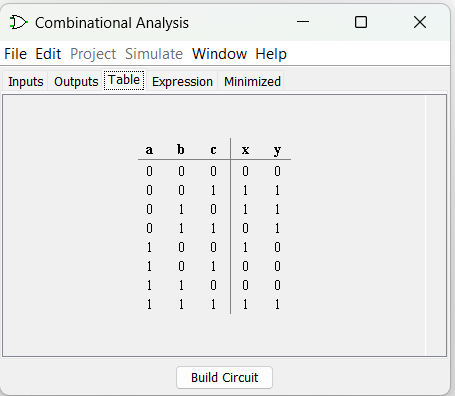 Combinational Analysis
File Edit Project Simulate Window Help
Inputs Outputs Table Expression Minimized
a b c x y
0 0 0 0 0
0 0 1 1 1
0 1 0 1 1
0 1 1 0 1
1 0 0 1 0
1 0 1 0 0
1 1 0 0 0
1 1 1 1 1
Build Circuit